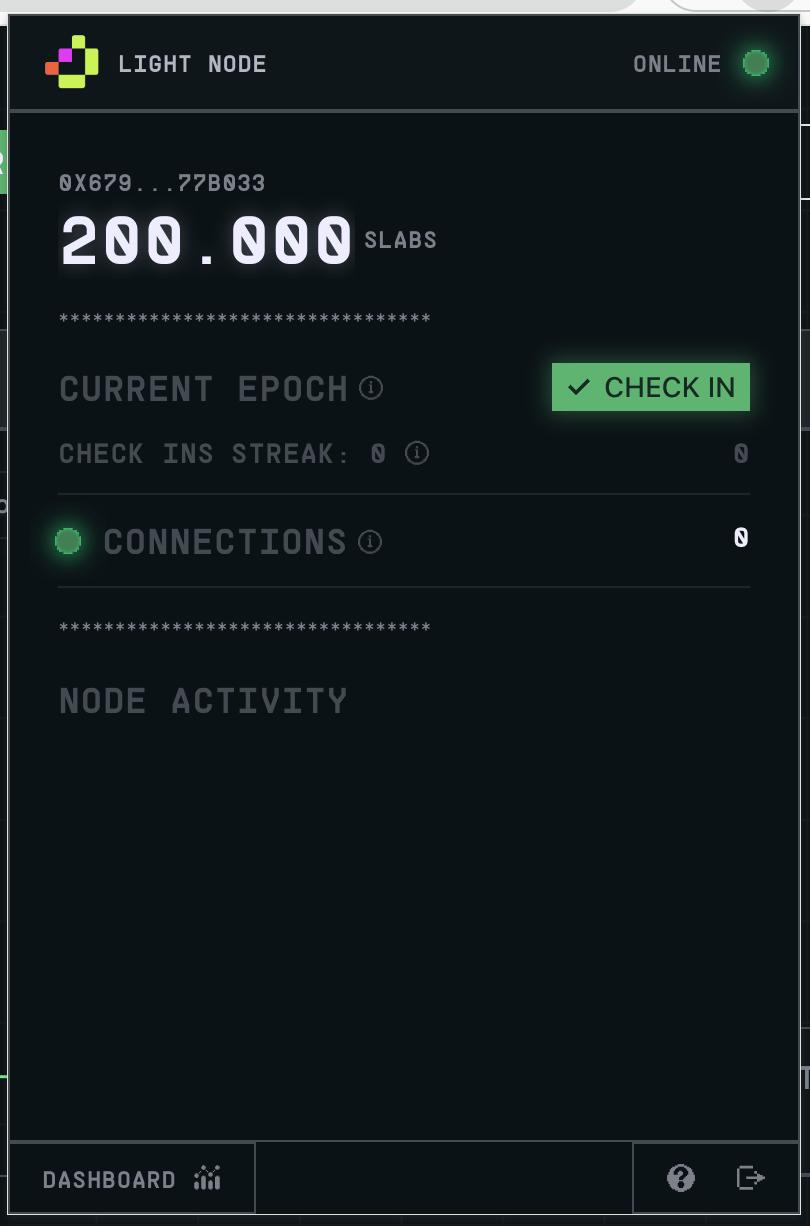 LIGHT NODE
ONLINE
0X679...77B033
200.000 SLABS
*********************************
CURRENT EPOCH
CHECK IN
CHECK INS STREAK: 0
0
CONNECTIONS
0
*********************************
NODE ACTIVITY
DASHBOARD